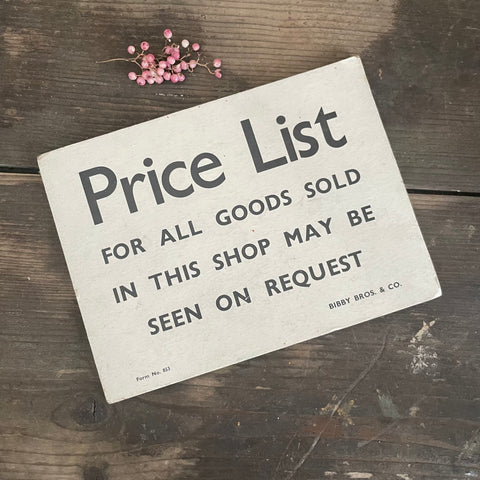 Price List
FOR ALL GOODS SOLD
IN THIS SHOP MAY BE
SEEN ON REQUEST
BIBBY BROS. & CO.
Form No. 853